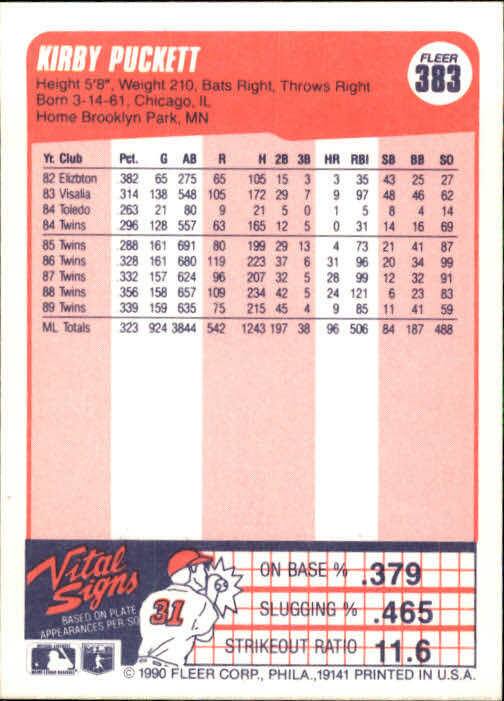 KIRBY PUCKETT
FLEER
383
Height 5'8", Weight 210, Bats Right, Throws Right
Born 3-14-61, Chicago, IL
Home Brooklyn Park, MN
Yr. Club Pct. G AB R H 2B 3B HR RBI SB BB SO
82 Elizbton .382 65 275 65 105 15 3 3 35 43 25 27
83 Visalia .314 138 548 105 172 29 7 9 97 48 46 62
84 Toledo .263 21 80 9 21 5 0 1 5 8 4 14
84 Twins .296 128 557 63 165 12 5 0 31 14 16 69
85 Twins .288 161 691 80 199 29 13 4 73 21 41 87
86 Twins .328 161 680 119 223 37 6 31 96 20 34 99
87 Twins .332 157 624 96 207 32 5 28 99 12 32 91
88 Twins .356 158 657 109 234 42 5 24 121 6 23 83
89 Twins .339 159 635 75 215 45 4 9 85 11 41 59
ML Totals .323 924 3844 542 1243 197 38 96 506 84 187 488
Vital Signs
BASED ON PLATE
APPEARANCES PER SO
31
ON BASE % .379
SLUGGING % .465
STRIKEOUT RATIO 11.6
© 1990 FLEER CORP., PHILA., 19141 PRINTED IN U.S.A.